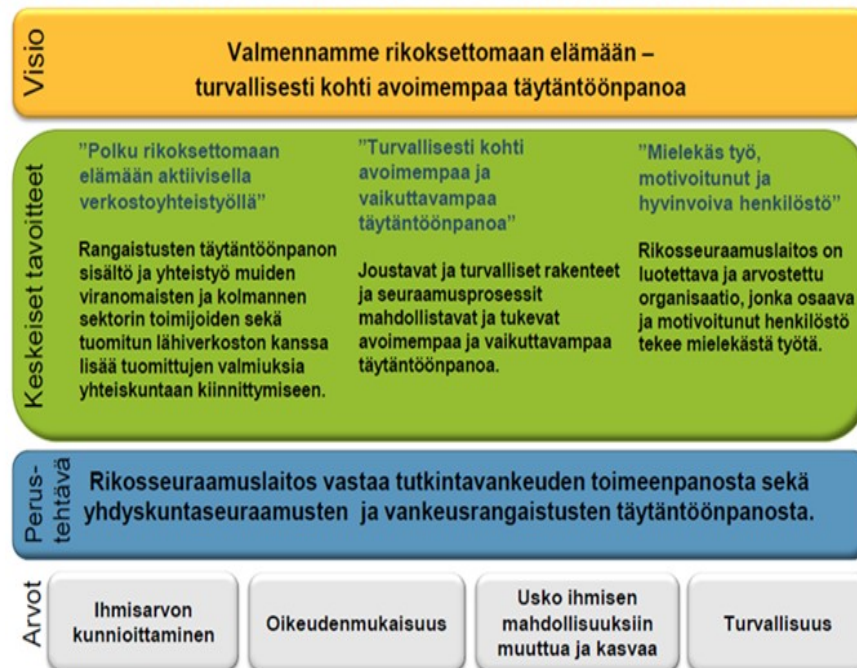 Visio
Valmennamme rikoksettomaan elämään –
turvallisesti kohti avoimempaa täytäntöönpanoa
Keskeiset tavoitteet
”Polku rikoksettomaan
elämään aktiivisella
verkostoyhteistyöllä”
Rangaistusten täytäntöönpanon
sisältö ja yhteistyö muiden
viranomaisten ja kolmannen
sektorin toimijoiden sekä
tuomitun lähiverkoston kanssa
lisää tuomittujen valmiuksia
yhteiskuntaan kiinnittymiseen.
”Turvallisesti kohti
avoimempaa ja
vaikuttavampaa
täytäntöönpanoa”
Joustavat ja turvalliset rakenteet
ja seuraamusprosessit
mahdollistavat ja tukevat
avoimempaa ja vaikuttavampaa
täytäntöönpanoa.
”Mielekäs työ,
motivoitunut ja
hyvinvoiva henkilöstö”
Rikosseuraamuslaitos on
luotettava ja arvostettu
organisaatio, jonka osaava
ja motivoitunut henkilöstö
tekee mielekästä työtä.
Perus-
tehtävä
Rikosseuraamuslaitos vastaa tutkintavankeuden toimeenpanosta sekä
yhdyskuntaseuraamusten ja vankeusrangaistusten täytäntöönpanosta.
Arvot
Ihmisarvon
kunnioittaminen
Oikeudenmukaisuus
Usko ihmisen
mahdollisuuksiin
muuttua ja kasvaa
Turvallisuus